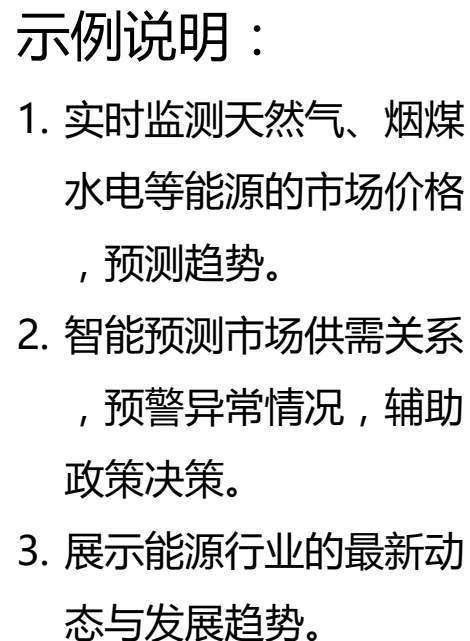 示例说明：
1. 实时监测天然气、烟煤
水电等能源的市场价格
，预测趋势。
2. 智能预测市场供需关系
，预警异常情况，辅助
政策决策。
3. 展示能源行业的最新动
态与发展趋势。